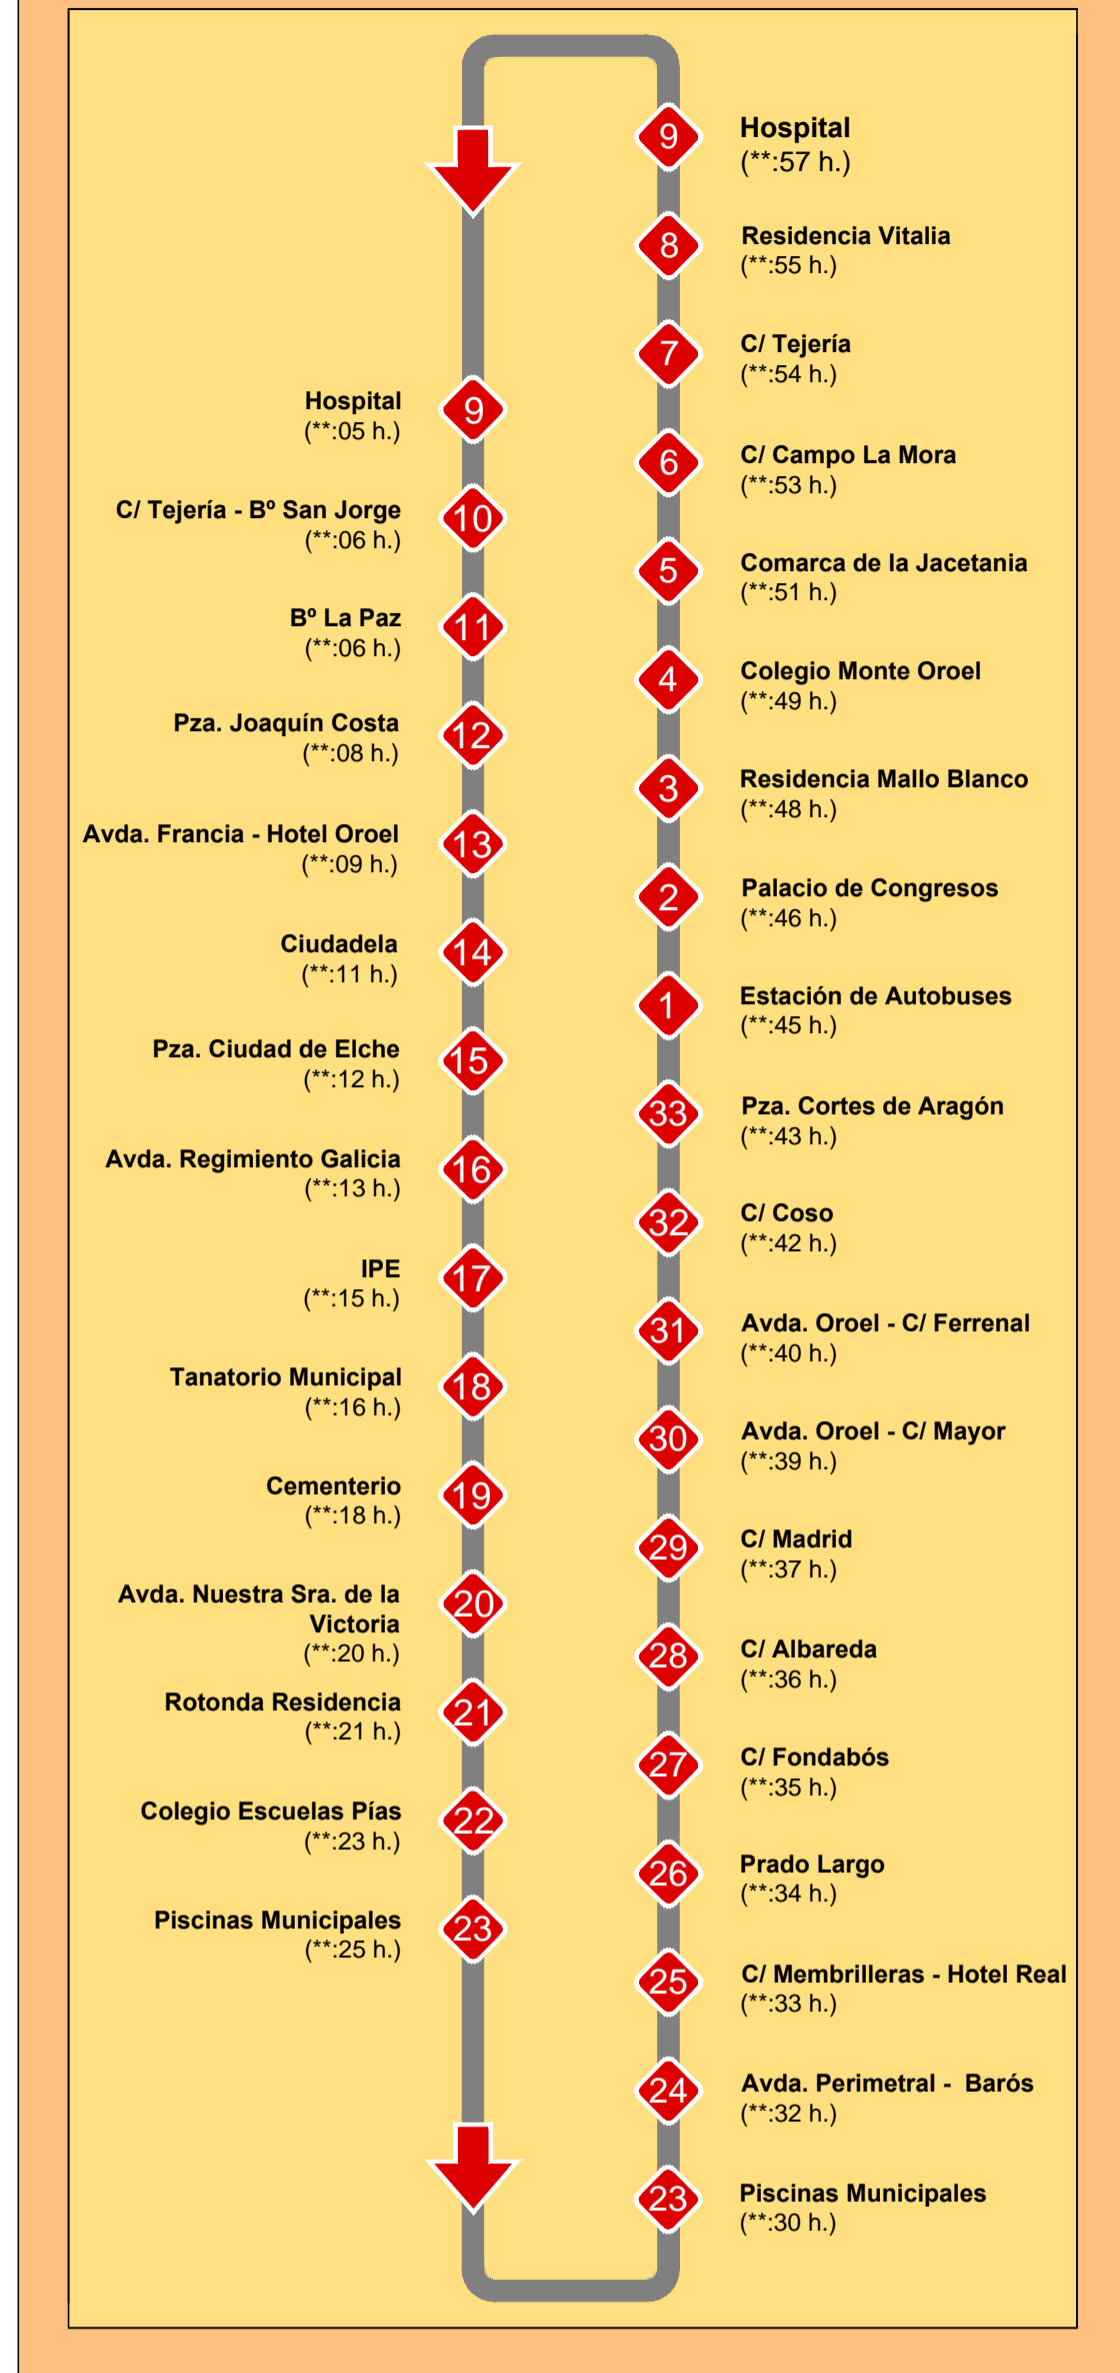 9
Hospital
(**:05 h.)
10
C/ Tejería - Bº San Jorge
(**:06 h.)
11
Bº La Paz
(**:06 h.)
12
Pza. Joaquín Costa
(**:08 h.)
13
Avda. Francia - Hotel Oroel
(**:09 h.)
14
Ciudadela
(**:11 h.)
15
Pza. Ciudad de Elche
(**:12 h.)
16
Avda. Regimiento Galicia
(**:13 h.)
17
IPE
(**:15 h.)
18
Tanatorio Municipal
(**:16 h.)
19
Cementerio
(**:18 h.)
20
Avda. Nuestra Sra. de la
Victoria
(**:20 h.)
21
Rotonda Residencia
(**:21 h.)
22
Colegio Escuelas Pías
(**:23 h.)
23
Piscinas Municipales
(**:25 h.)
9
Hospital
(**:57 h.)
8
Residencia Vitalia
(**:55 h.)
7
C/ Tejería
(**:54 h.)
6
C/ Campo La Mora
(**:53 h.)
5
Comarca de la Jacetania
(**:51 h.)
4
Colegio Monte Oroel
(**:49 h.)
3
Residencia Mallo Blanco
(**:48 h.)
2
Palacio de Congresos
(**:46 h.)
1
Estación de Autobuses
(**:45 h.)
33
Pza. Cortes de Aragón
(**:43 h.)
32
C/ Coso
(**:42 h.)
31
Avda. Oroel - C/ Ferrenal
(**:40 h.)
30
Avda. Oroel - C/ Mayor
(**:39 h.)
29
C/ Madrid
(**:37 h.)
28
C/ Albareda
(**:36 h.)
27
C/ Fondabós
(**:35 h.)
26
Prado Largo
(**:34 h.)
25
C/ Membrilleras - Hotel Real
(**:33 h.)
24
Avda. Perimetral - Barós
(**:32 h.)
23
Piscinas Municipales
(**:30 h.)